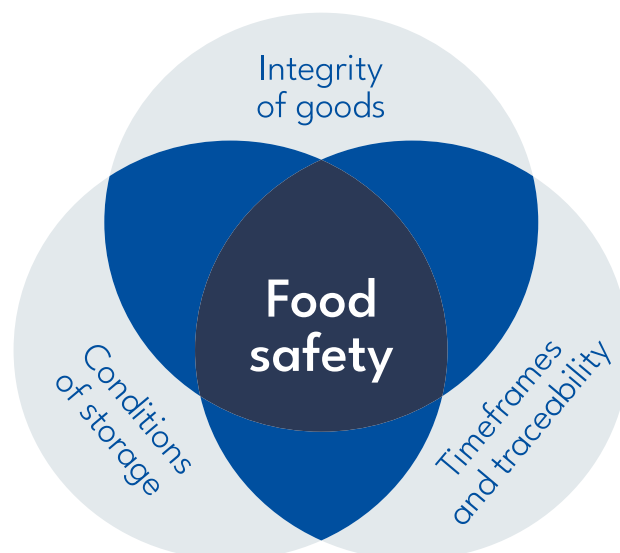 Integrity
of goods
Food
safety
Conditions
of storage
Timeframes
and traceability